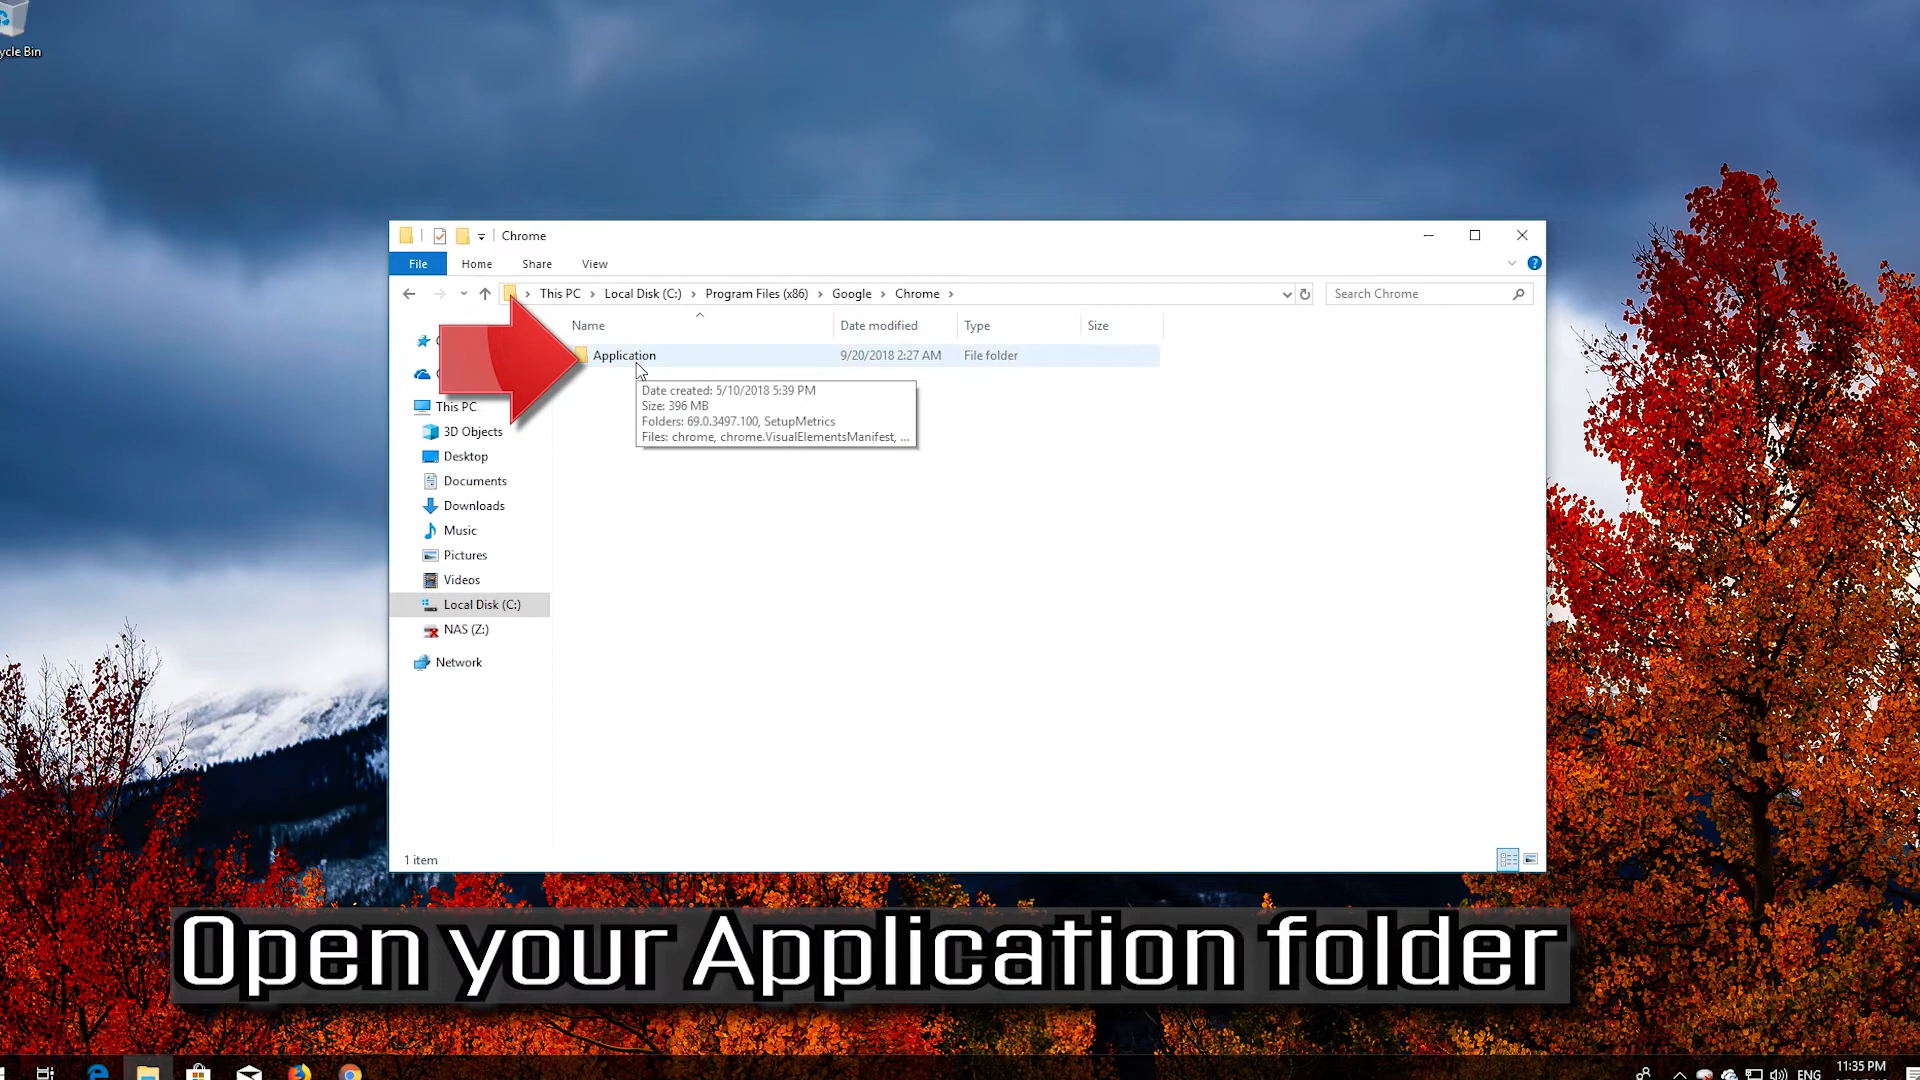 ycle Bin
Chrome
File Home Share View
This PC Local Disk (C:) Program Files (x86) Google Chrome
Search Chrome
Name Date modified Type Size
Application 9/20/2018 2:27 AM File folder
Date created: 5/10/2018 5:39 PM
Size: 396 MB
Folders: 69.0.3497.100, SetupMetrics
Files: chrome, chrome.VisualElementsManifest, ...
This PC
3D Objects
Desktop
Documents
Downloads
Music
Pictures
Videos
Local Disk (C:)
NAS (Z:)
Network
1 item
Open your Application folder
ENG
11:35 PM